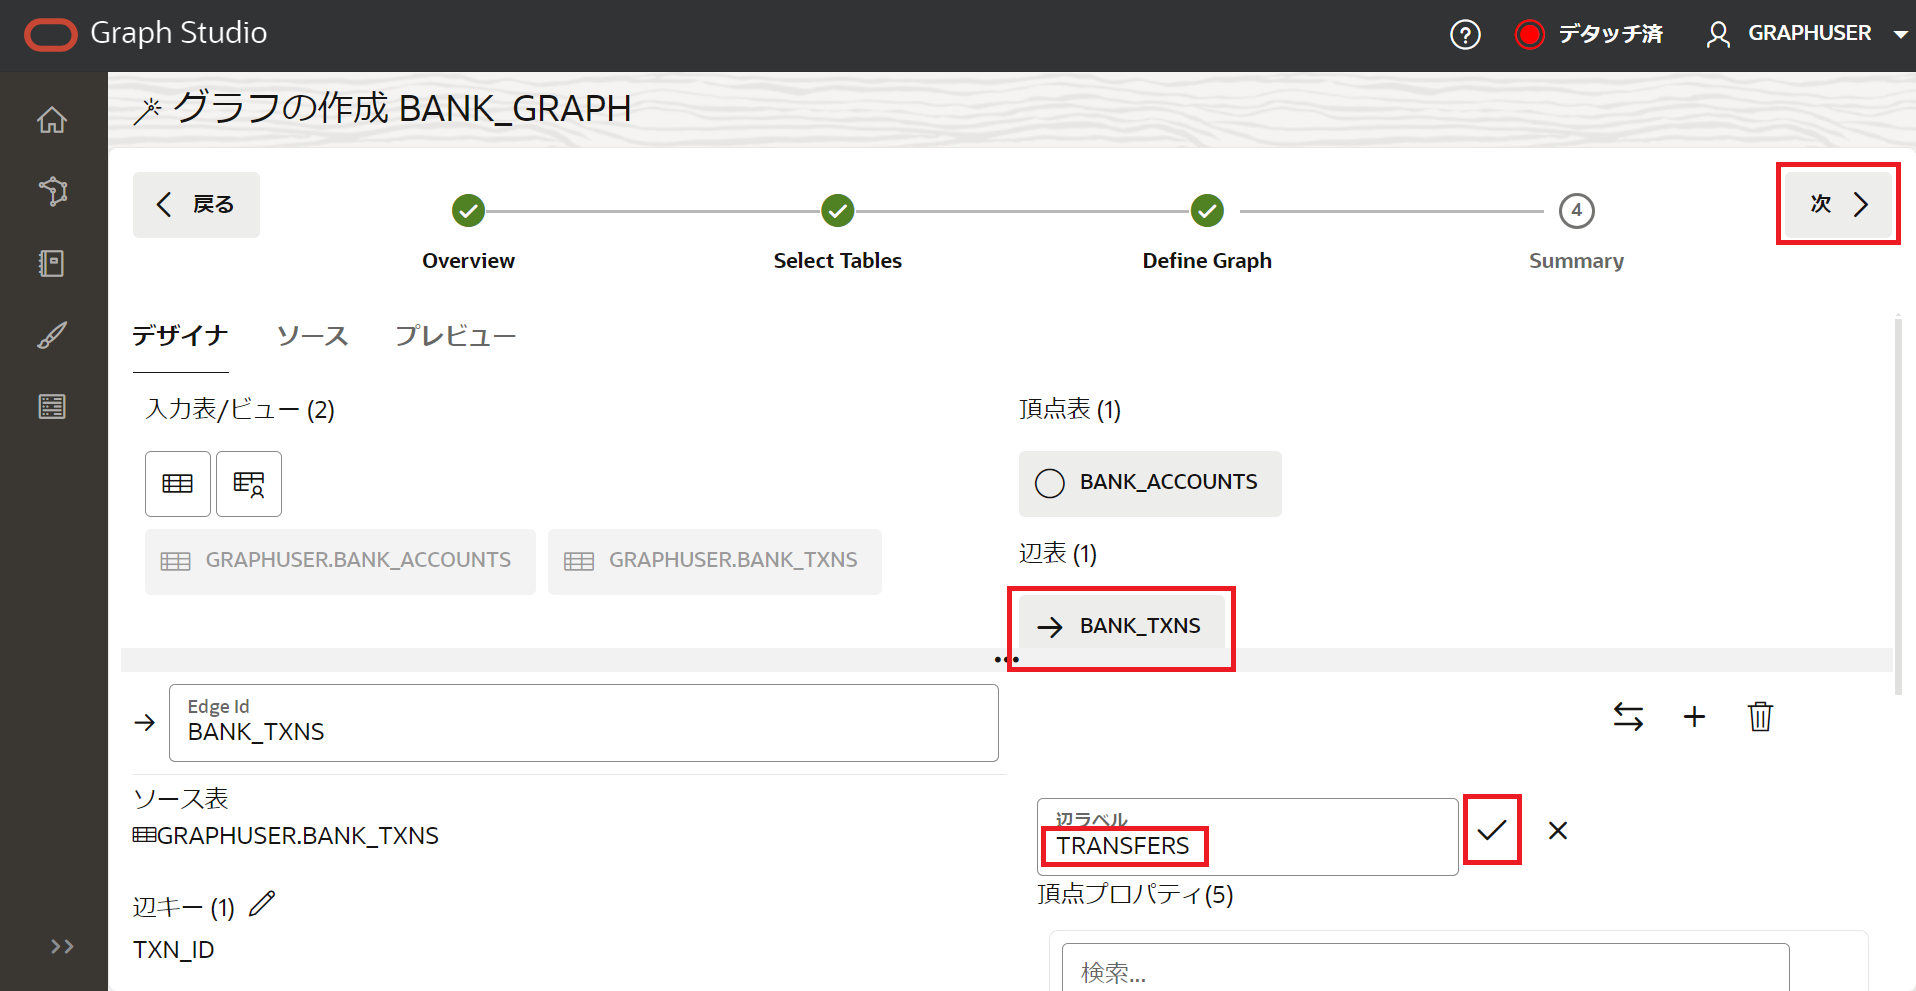 Graph Studio
デタッチ済
GRAPHUSER
グラフの作成 BANK_GRAPH
戻る
4
次
Overview
Select Tables
Define Graph
Summary
デザイナ
ソース
プレビュー
入力表/ビュー (2)
頂点表 (1)
BANK_ACCOUNTS
GRAPHUSER.BANK_ACCOUNTS
GRAPHUSER.BANK_TXNS
辺表 (1)
BANK_TXNS
Edge Id
BANK_TXNS
ソース表
GRAPHUSER.BANK_TXNS
辺ラベル
TRANSFERS
頂点プロパティ(5)
辺キー (1)
TXN_ID
検索...